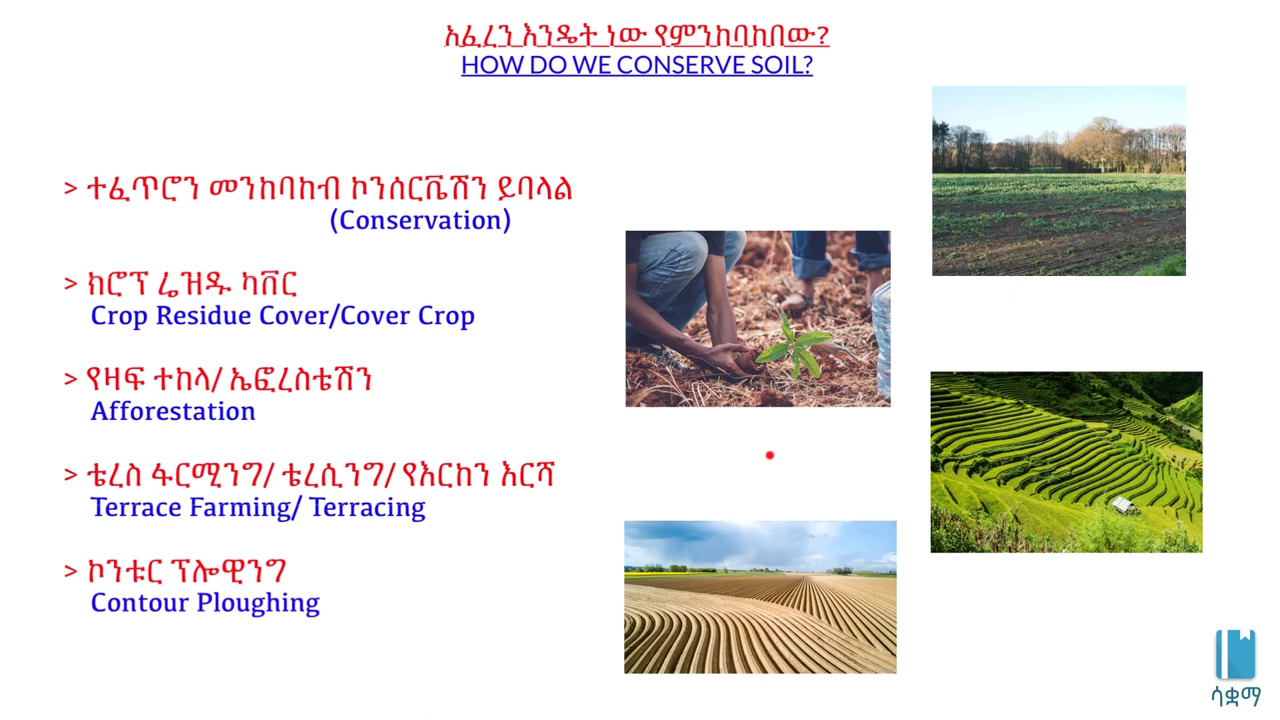 አፈረን እንዴት ነው የምንከባከበው?
HOW DO WE CONSERVE SOIL?
> ተፈጥሮን መንከባከብ ኮንሰርቬሽን ይባላል
(Conservation)
> ክሮፕ ሬዝዱ ካቨር
Crop Residue Cover/Cover Crop
> የዛፍ ተከላ/ ኤፎረስቴሽን
Afforestation
> ቴረስ ፋርሚንግ/ ቴረሲንግ/ የእርከን እርሻ
Terrace Farming/ Terracing
> ኮንቱር ፕሎዊንግ
Contour Ploughing
ሳቋማ